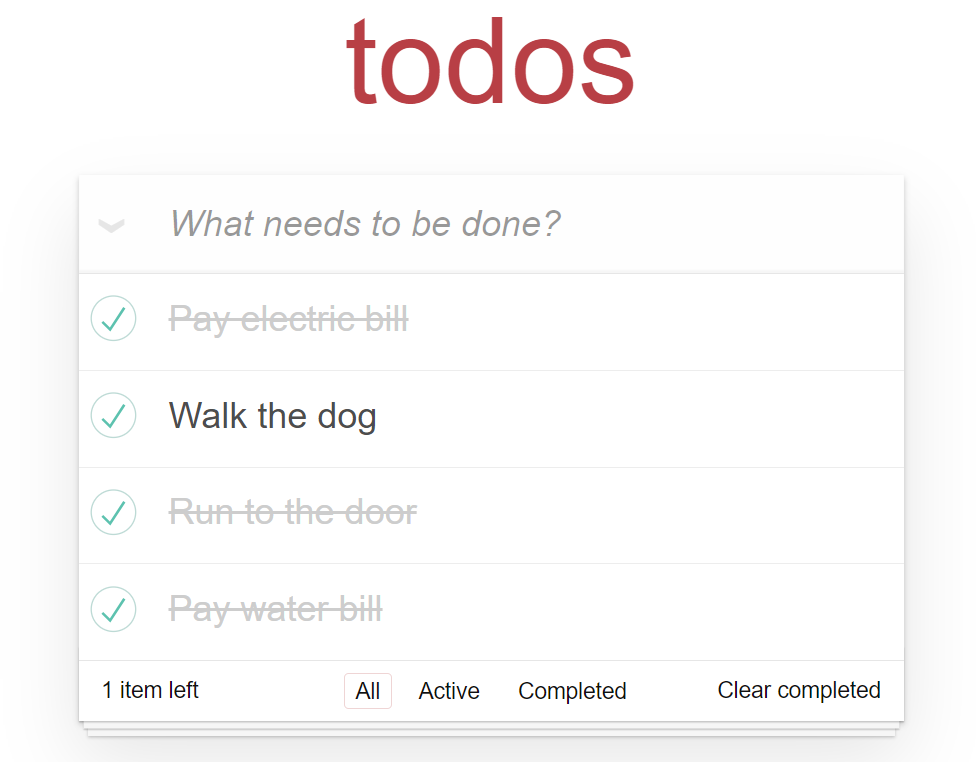 todos
What needs to be done?
Pay electric bill
Walk the dog
Run to the door
Pay water bill
1 item left All Active Completed Clear completed